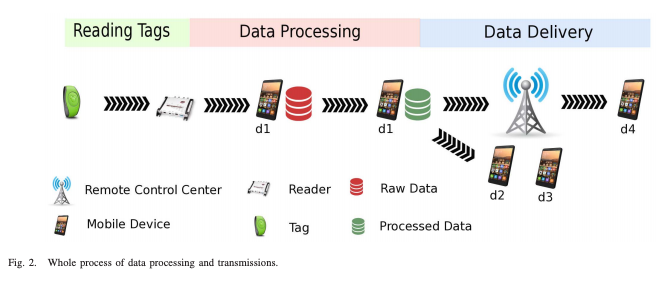 Reading Tags
Data Processing
Data Delivery
d1
d1
d4
d2
d3
Remote Control Center
Reader
Raw Data
Mobile Device
Tag
Processed Data
Fig. 2. Whole process of data processing and transmissions.